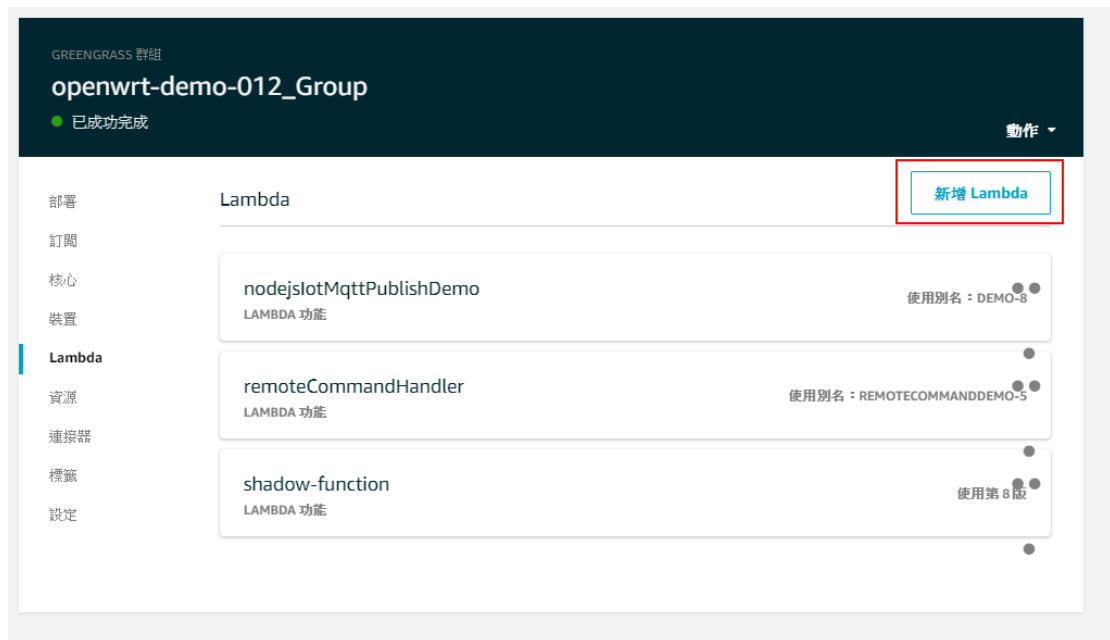 GREENGRASS 群組
openwrt-demo-012_Group
已成功完成
動作
部署
訂閱
核心
裝置
Lambda
資源
連接器
標籤
設定
Lambda
新增 Lambda
nodejsIotMqttPublishDemo
LAMBDA 功能
使用別名：DEMO-8
remoteCommandHandler
LAMBDA 功能
使用別名：REMOTECOMMANDDEMO-5
shadow-function
LAMBDA 功能
使用第 8 版